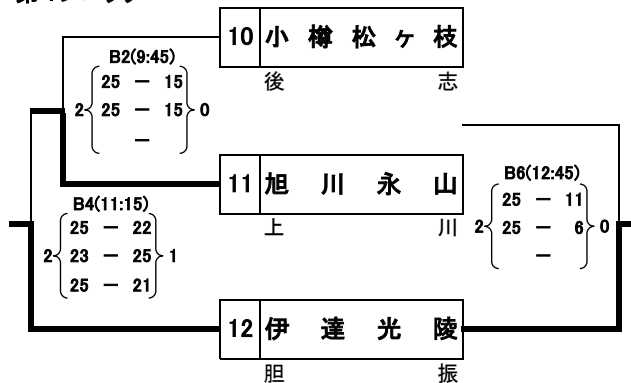 10 小樽松ヶ枝
後志
B2(9:45)
25 － 15
2 25 － 15 0
－
11 旭川永山
上川
B4(11:15)
25 － 22
2 23 － 25 1
25 － 21
B6(12:45)
25 － 11
2 25 － 6 0
－
12 伊達光陵
胆振